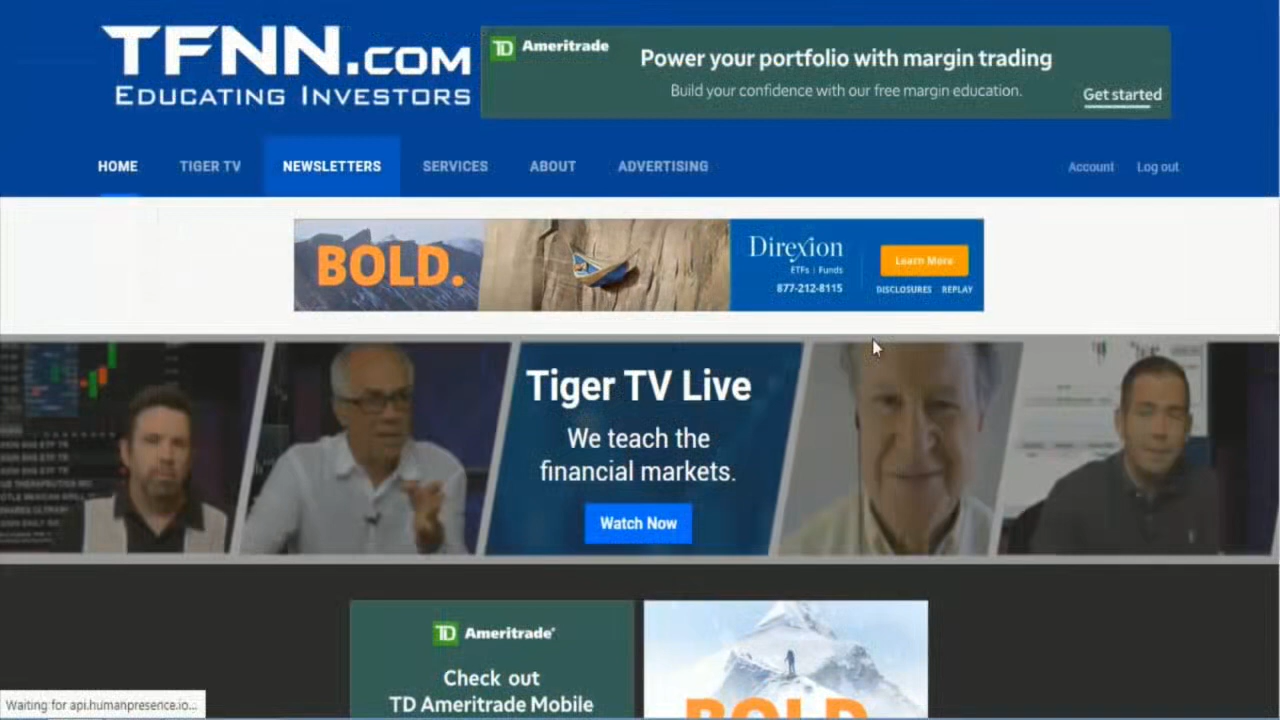 TFNN.COM
EDUCATING INVESTORS
TD Ameritrade
Power your portfolio with margin trading
Build your confidence with our free margin education.
Get started
HOME TIGER TV NEWSLETTERS SERVICES ABOUT ADVERTISING Account Log out
BOLD.
Direxion
ETFs | Funds
877-212-8115
Learn More
DISCLOSURES REPLAY
Tiger TV Live
We teach the
financial markets.
Watch Now
TD Ameritrade
Check out
TD Ameritrade Mobile
BOLD
Waiting for api.humanpresence.io...